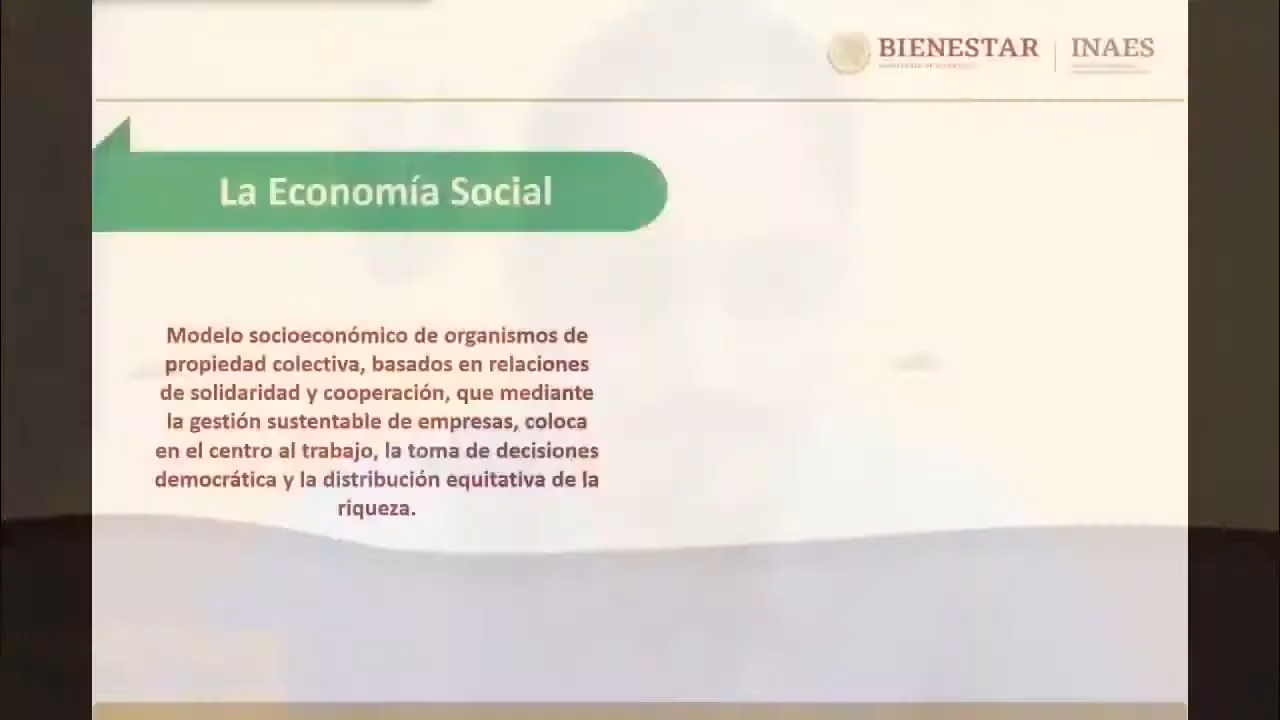 BIENESTAR
INAES
La Economía Social
Modelo socioeconómico de organismos de
propiedad colectiva, basados en relaciones
de solidaridad y cooperación, que mediante
la gestión sustentable de empresas, coloca
en el centro al trabajo, la toma de decisiones
democrática y la distribución equitativa de la
riqueza.